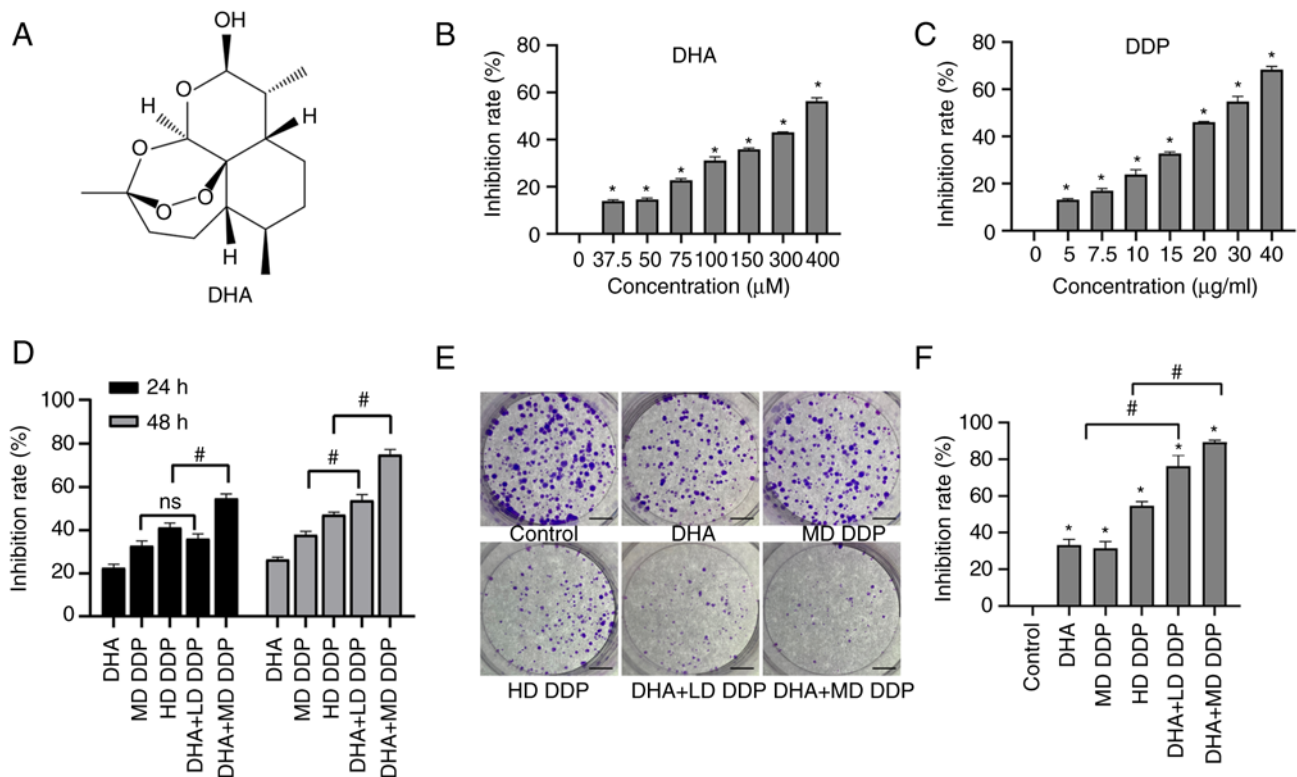 A
OH
O
H
H
O
O
O
H
DHA
B
DHA
Inhibition rate (%)
80
60
40
20
0
* * * * * * *
0 37.5 50 75 100 150 300 400
Concentration (μM)
C
DDP
Inhibition rate (%)
80
60
40
20
0
* * * * * * *
0 5 7.5 10 15 20 30 40
Concentration (μg/ml)
D
24 h
48 h
Inhibition rate (%)
100
80
60
40
20
0
ns # # #
DHA
MD DDP
HD DDP
DHA+LD DDP
DHA+MD DDP
DHA
MD DDP
HD DDP
DHA+LD DDP
DHA+MD DDP
E
Control DHA MD DDP
HD DDP DHA+LD DDP DHA+MD DDP
F
#
#
Inhibition rate (%)
100
80
60
40
20
0
* * * * *
Control
DHA
MD DDP
HD DDP
DHA+LD DDP
DHA+MD DDP